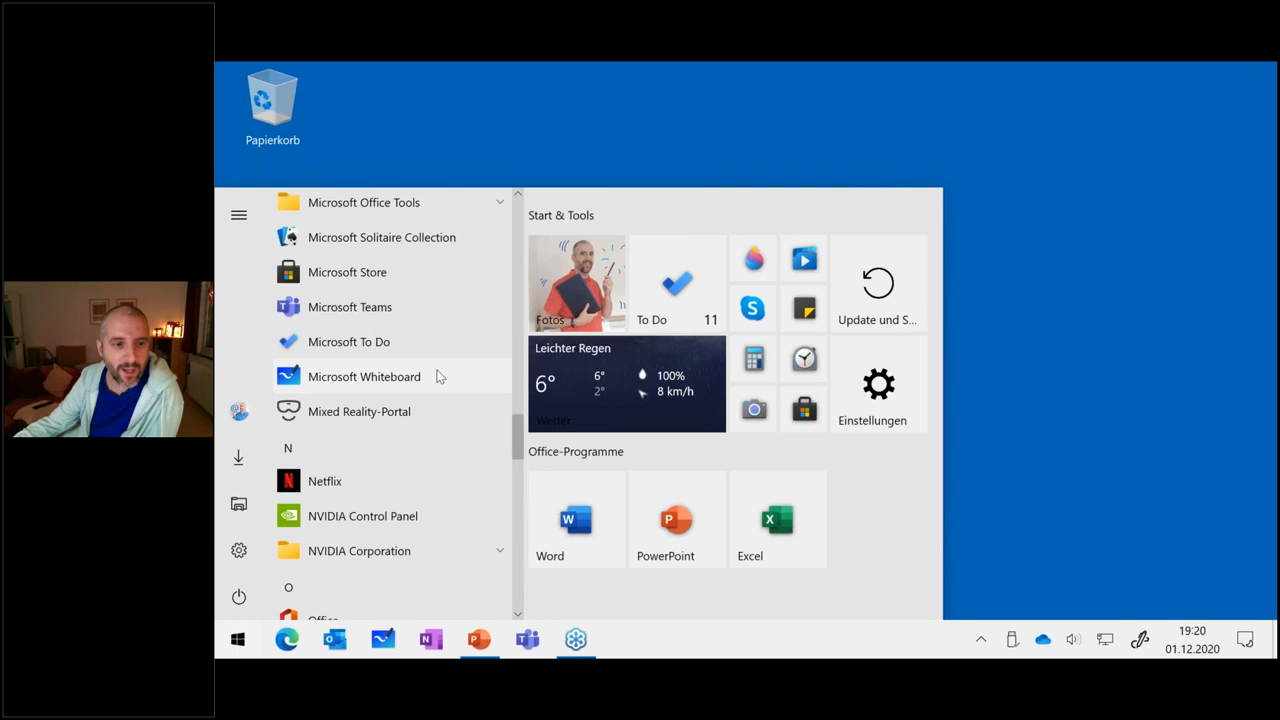 Papierkorb
Microsoft Office Tools
Microsoft Solitaire Collection
Microsoft Store
Microsoft Teams
Microsoft To Do
Microsoft Whiteboard
Mixed Reality-Portal
N
Netflix
NVIDIA Control Panel
NVIDIA Corporation
O
Office
Start & Tools
Fotos
To Do
11
Update und S...
Leichter Regen
6°
6°
2°
100%
8 km/h
Wetter
Einstellungen
Office-Programme
Word
PowerPoint
Excel
19:20
01.12.2020